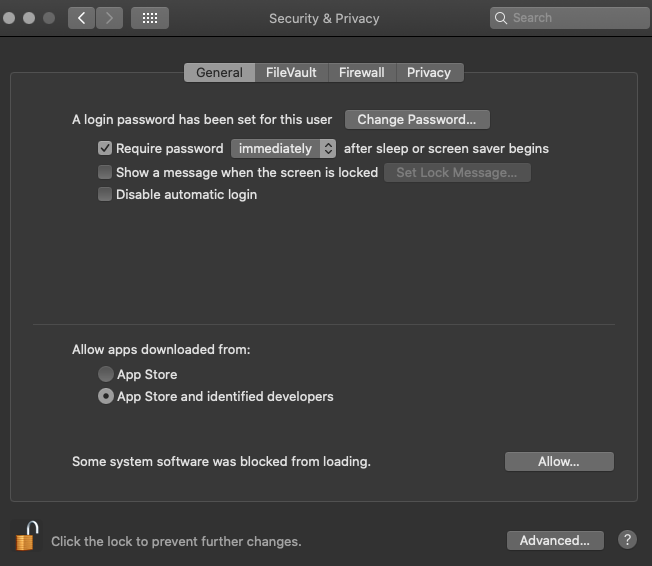 Security & Privacy
Search
General
FileVault
Firewall
Privacy
A login password has been set for this user
Change Password...
Require password immediately after sleep or screen saver begins
Show a message when the screen is locked
Set Lock Message...
Disable automatic login
Allow apps downloaded from:
App Store
App Store and identified developers
Some system software was blocked from loading.
Allow...
Click the lock to prevent further changes.
Advanced...
?